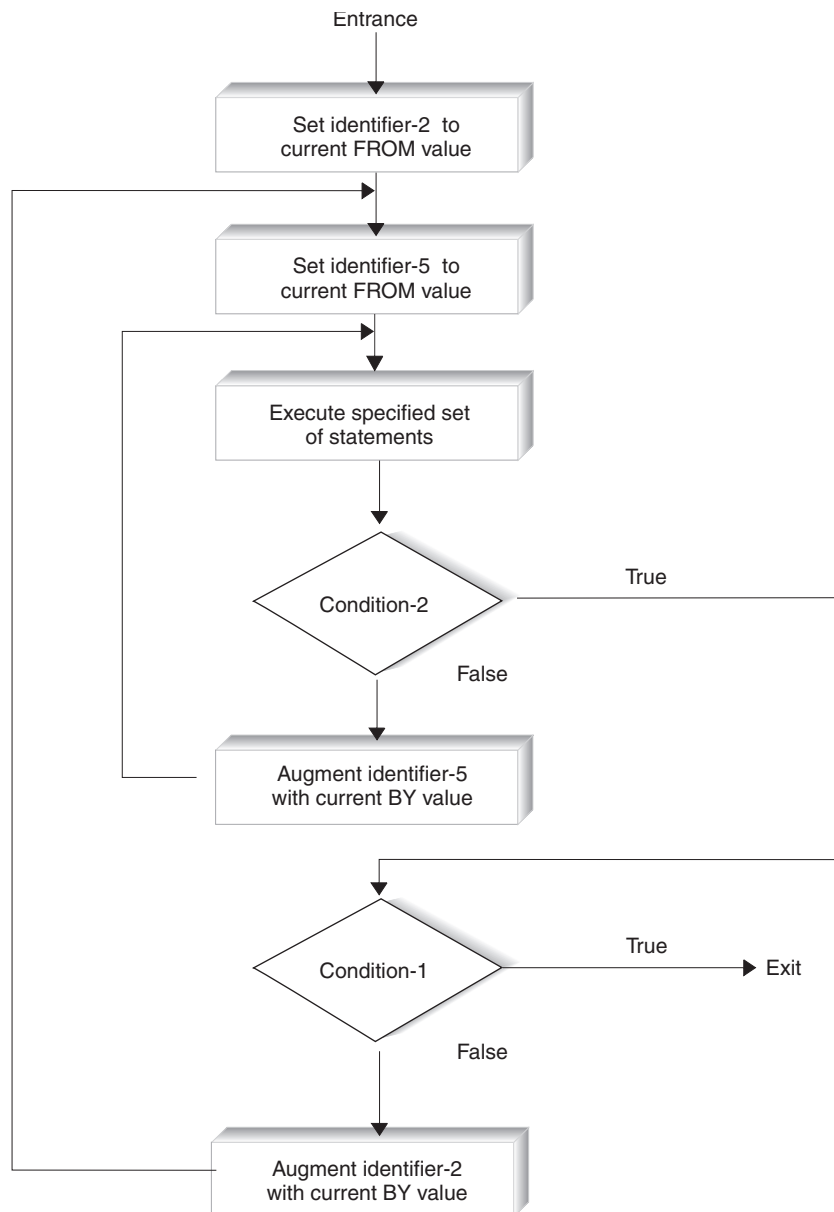 Entrance
Set identifier-2 to
current FROM value
Set identifier-5 to
current FROM value
Execute specified set
of statements
Condition-2
True
False
Augment identifier-5
with current BY value
Condition-1
True
Exit
False
Augment identifier-2
with current BY value